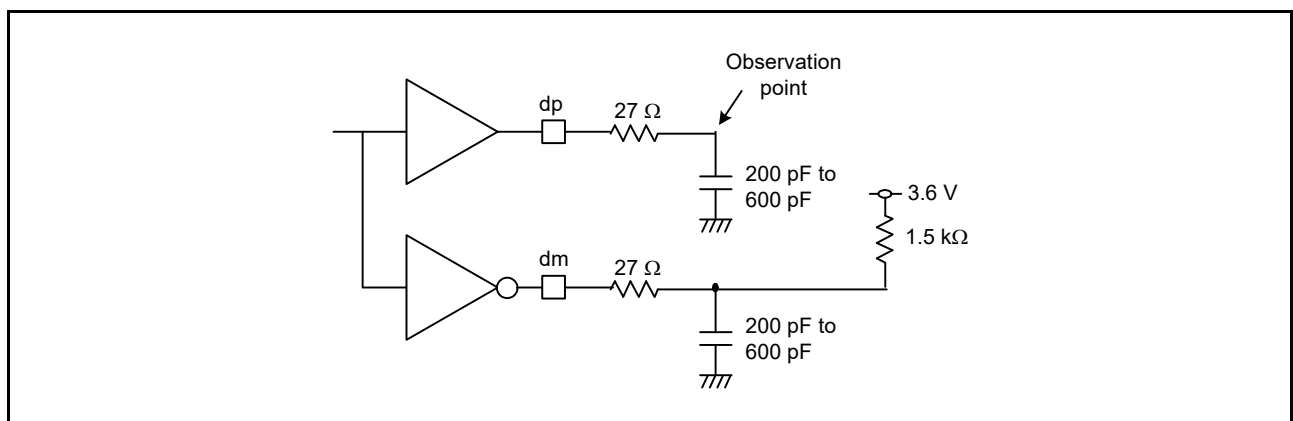 Observation
point
dp
27 Ω
200 pF to
600 pF
3.6 V
1.5 kΩ
dm
27 Ω
200 pF to
600 pF